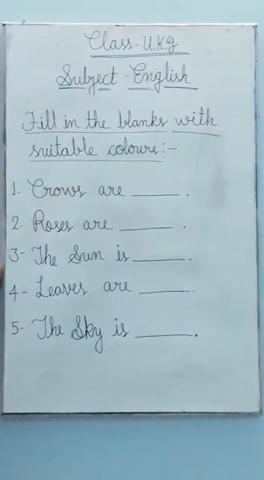 Class-UKG
Subject-English
Fill in the blanks with
suitable colours:-
1. Crows are _____.
2. Roses are _____.
3- The Sun is _____.
4- Leaves are _____.
5- The Sky is _____.